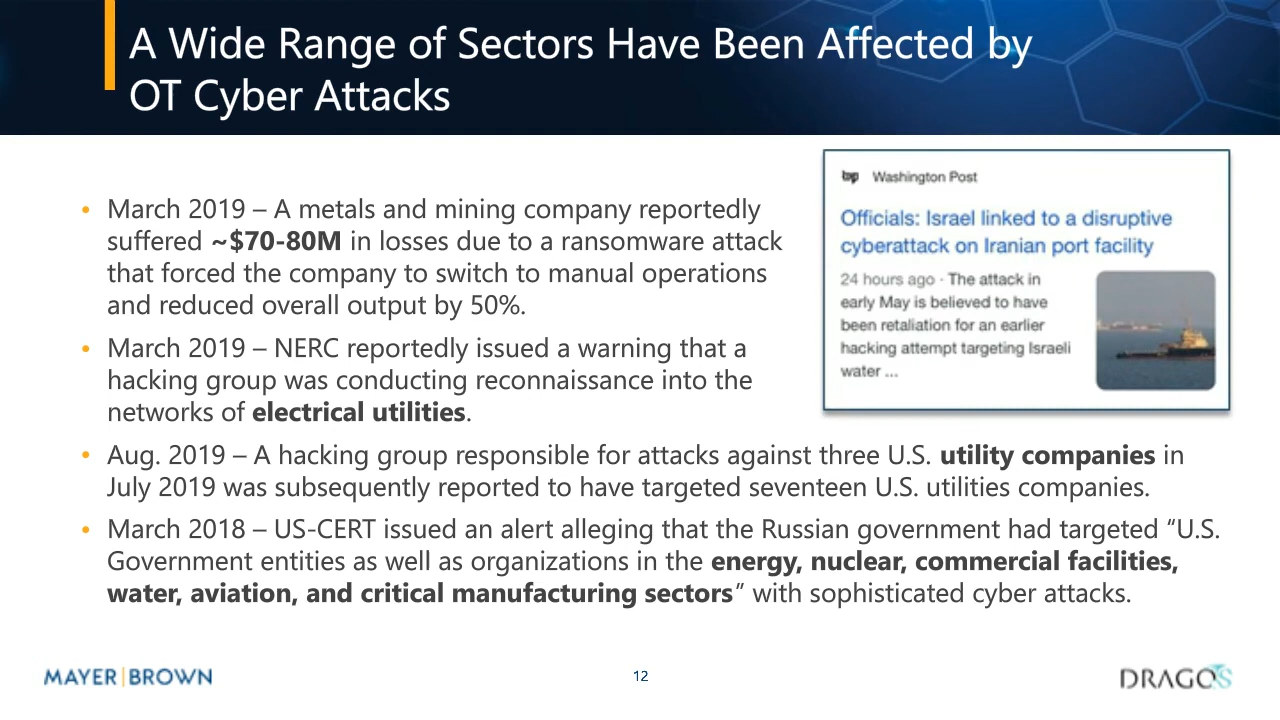 A Wide Range of Sectors Have Been Affected by
OT Cyber Attacks
• March 2019 – A metals and mining company reportedly
suffered ~$70-80M in losses due to a ransomware attack
that forced the company to switch to manual operations
and reduced overall output by 50%.
• March 2019 – NERC reportedly issued a warning that a
hacking group was conducting reconnaissance into the
networks of electrical utilities.
• Aug. 2019 – A hacking group responsible for attacks against three U.S. utility companies in
July 2019 was subsequently reported to have targeted seventeen U.S. utilities companies.
• March 2018 – US-CERT issued an alert alleging that the Russian government had targeted “U.S.
Government entities as well as organizations in the energy, nuclear, commercial facilities,
water, aviation, and critical manufacturing sectors” with sophisticated cyber attacks.
wp Washington Post
Officials: Israel linked to a disruptive
cyberattack on Iranian port facility
24 hours ago · The attack in
early May is believed to have
been retaliation for an earlier
hacking attempt targeting Israeli
water ...
MAYER|BROWN
12
DRAGOS